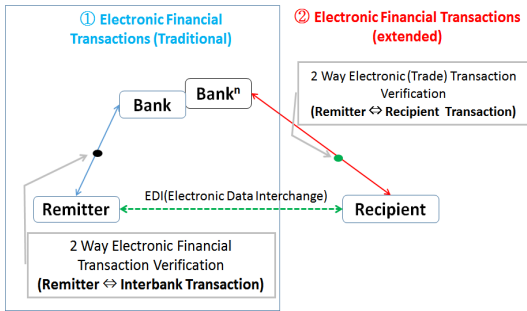 ① Electronic Financial
Transactions (Traditional)
② Electronic Financial Transactions
(extended)
2 Way Electronic (Trade) Transaction
Verification
(Remitter ⇔ Recipient Transaction)
Bank
Bankⁿ
EDI(Electronic Data Interchange)
Remitter
Recipient
2 Way Electronic Financial
Transaction Verification
(Remitter ⇔ Interbank Transaction)